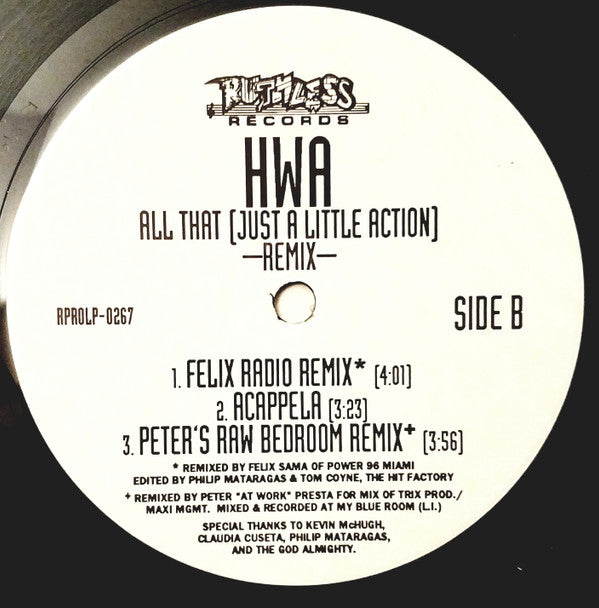 RUTHLESS
RECORDS
HWA
ALL THAT (JUST A LITTLE ACTION)
—REMIX—
RPROLP-0267
SIDE B
1. FELIX RADIO REMIX* (4:01)
2. ACAPPELA (3:23)
3. PETER'S RAW BEDROOM REMIX+ (3:56)
* REMIXED BY FELIX SAMA OF POWER 96 MIAMI
EDITED BY PHILIP MATARAGAS & TOM COYNE, THE HIT FACTORY
+ REMIXED BY PETER "AT WORK" PRESTA FOR MIX OF TRIX PROD./
MAXI MGMT. MIXED & RECORDED AT MY BLUE ROOM (L.I.)
SPECIAL THANKS TO KEVIN McHUGH,
CLAUDIA CUSETA, PHILIP MATARAGAS,
AND THE GOD ALMIGHTY.